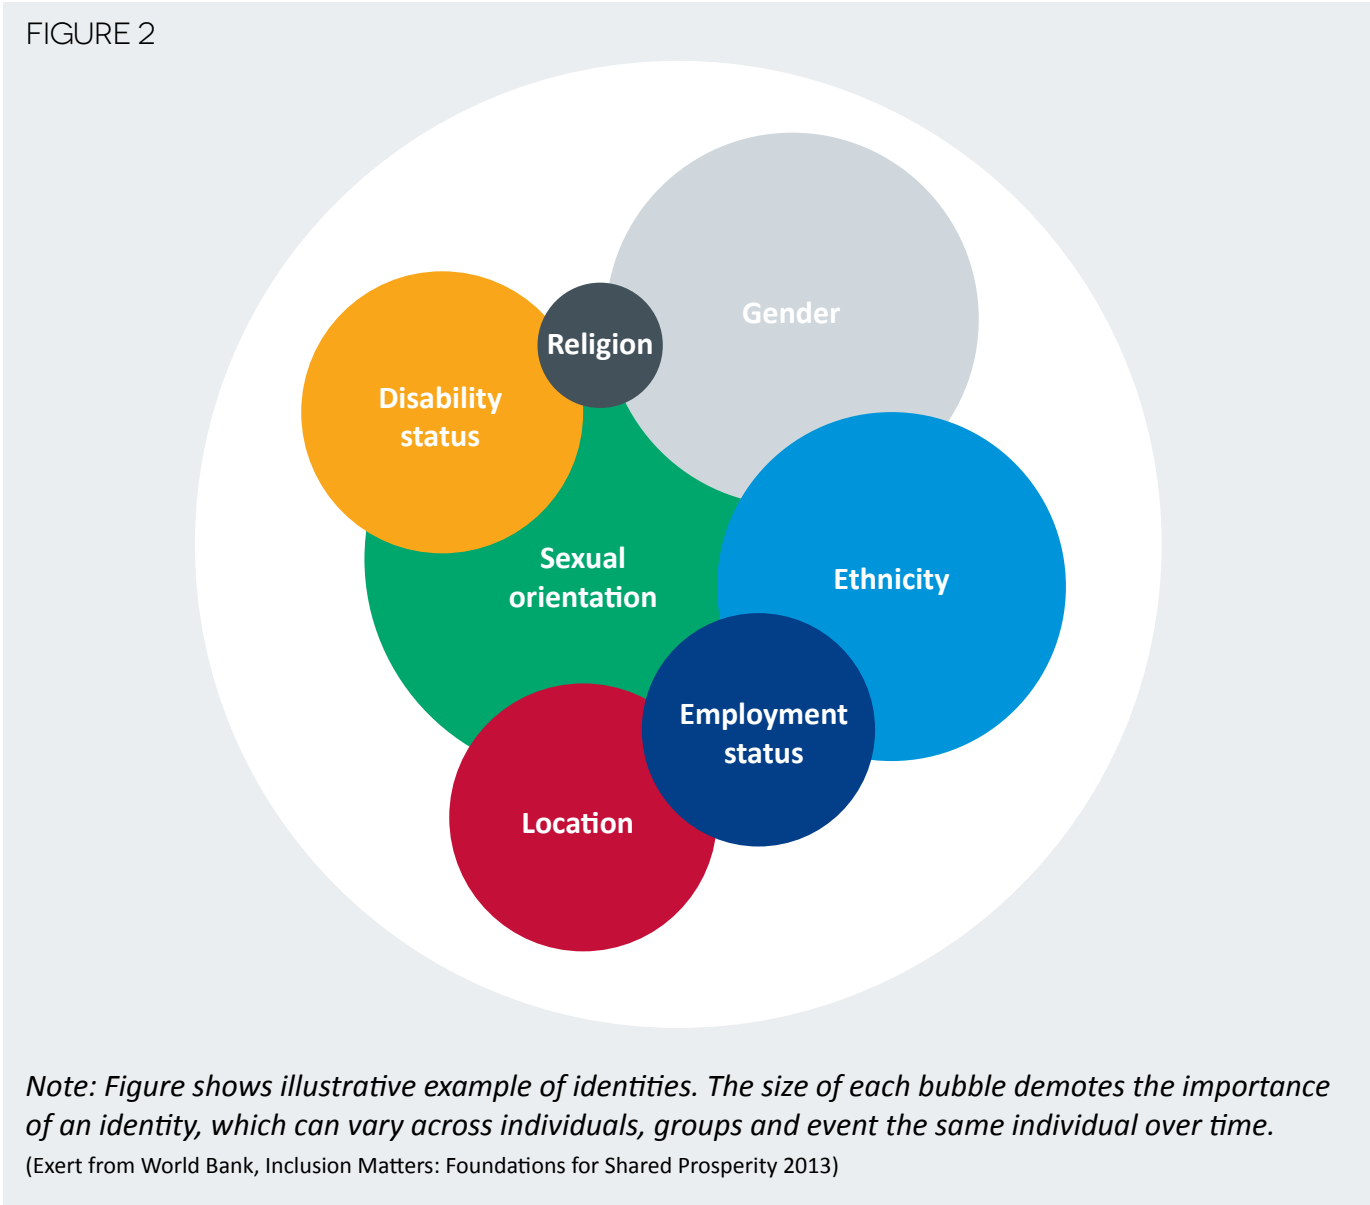 FIGURE 2
Gender
Religion
Disability
status
Sexual
orientation
Ethnicity
Employment
status
Location
Note: Figure shows illustrative example of identities. The size of each bubble demotes the importance
of an identity, which can vary across individuals, groups and event the same individual over time.
(Exert from World Bank, Inclusion Matters: Foundations for Shared Prosperity 2013)